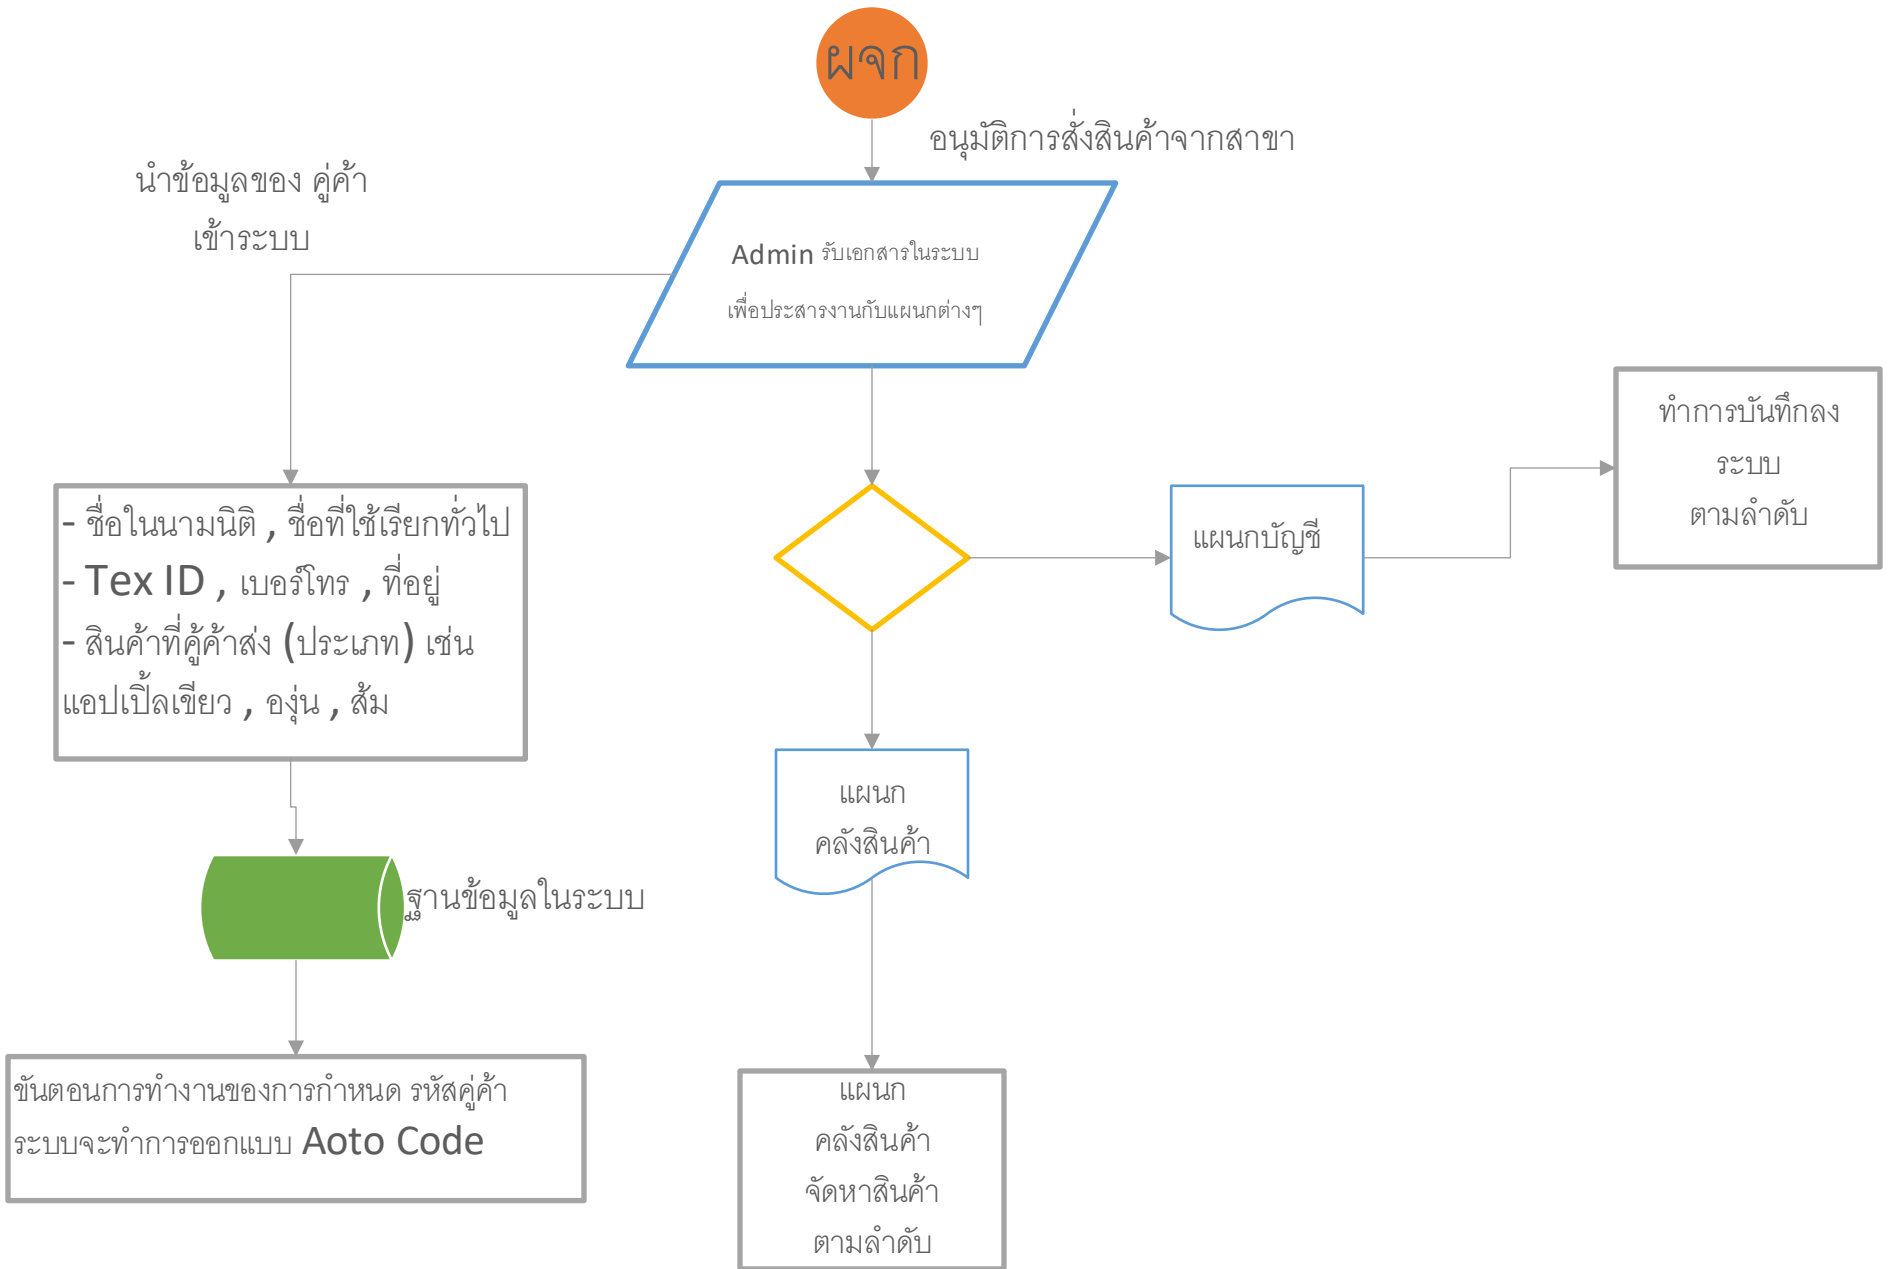 ผจก
อนุมัติการสั่งสินค้าจากสาขา
นำข้อมูลของ คู่ค้า
เข้าระบบ
Admin รับเอกสารในระบบ
เพื่อประสารงานกับแผนกต่างๆ
ทำการบันทึกลง
ระบบ
ตามลำดับ
- ชื่อในนามนิติ , ชื่อที่ใช้เรียกทั่วไป
- Tex ID , เบอร์โทร , ที่อยู่
- สินค้าที่คู้ค้าส่ง (ประเภท) เช่น
แอปเปิ้ลเขียว , องุ่น , ส้ม
แผนกบัญชี
แผนก
คลังสินค้า
ฐานข้อมูลในระบบ
ขันตอนการทำงานของการกำหนด รหัสคู่ค้า
ระบบจะทำการออกแบบ Aoto Code
แผนก
คลังสินค้า
จัดหาสินค้า
ตามลำดับ